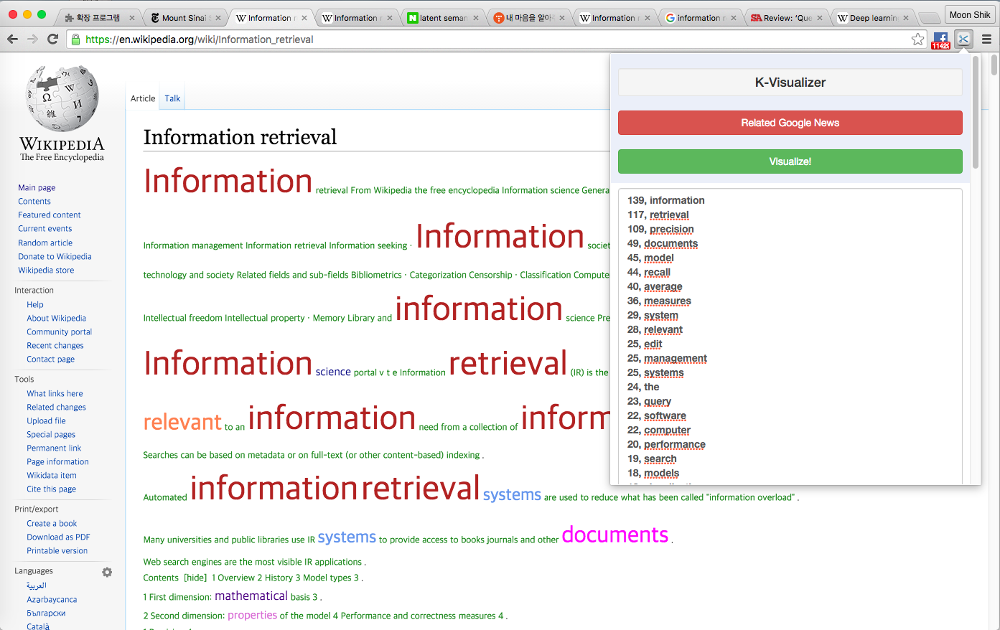 확장 프로그램
Mount Sinai S
Information r
Information r
latent seman
내 마음을 알아
Information r
information r
Review: ‘Que
Deep learnin
Moon Shik
https://en.wikipedia.org/wiki/Information_retrieval
WIKIPEDIA
The Free Encyclopedia
Main page
Contents
Featured content
Current events
Random article
Donate to Wikipedia
Wikipedia store
Interaction
Help
About Wikipedia
Community portal
Recent changes
Contact page
Tools
What links here
Related changes
Upload file
Special pages
Permanent link
Page information
Wikidata item
Cite this page
Print/export
Create a book
Download as PDF
Printable version
Languages
العربية
Azərbaycanca
Български
Català
Article Talk
Information retrieval
Information retrieval From Wikipedia the free encyclopedia Information science Genera
Information management Information retrieval Information seeking · Information societ
technology and society Related fields and sub-fields Bibliometrics · Categorization Censorship · Classification Compute
Intellectual freedom Intellectual property · Memory Library and information science Pre
Information science portal v t e Information retrieval (IR) is the
relevant to an information need from a collection of inform
Searches can be based on metadata or on full-text (or other content-based) indexing .
Automated information retrieval systems are used to reduce what has been called "information overload" .
Many universities and public libraries use IR systems to provide access to books journals and other documents .
Web search engines are the most visible IR applications .
Contents [hide] 1 Overview 2 History 3 Model types 3 .
1 First dimension: mathematical basis 3 .
2 Second dimension: properties of the model 4 Performance and correctness measures 4 .
K-Visualizer
Related Google News
Visualize!
139, information
117, retrieval
109, precision
49, documents
45, model
44, recall
40, average
36, measures
29, system
28, relevant
25, edit
25, management
25, systems
24, the
23, query
22, software
22, computer
20, performance
19, search
18, models